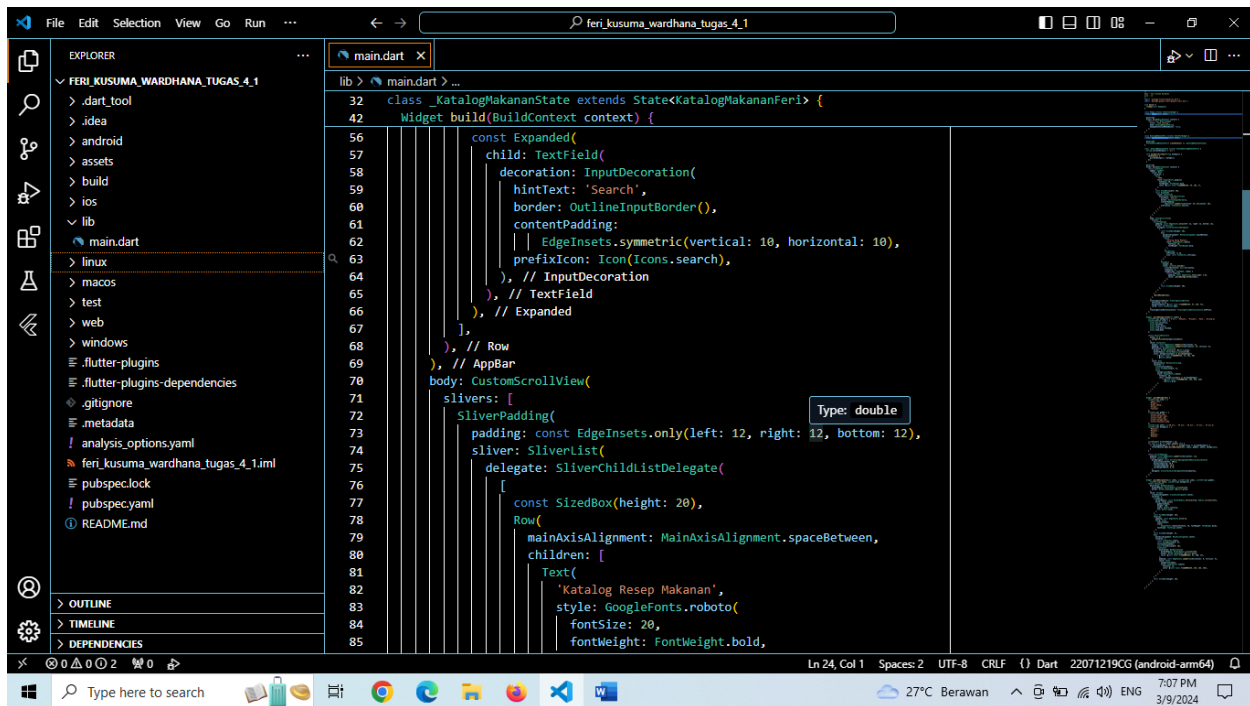 File Edit Selection View Go Run ···
feri_kusuma_wardhana_tugas_4_1
EXPLORER
FERI_KUSUMA_WARDHANA_TUGAS_4_1
.dart_tool
.idea
android
assets
build
ios
lib
main.dart
linux
macos
test
web
windows
.flutter-plugins
.flutter-plugins-dependencies
.gitignore
.metadata
analysis_options.yaml
feri_kusuma_wardhana_tugas_4_1.iml
pubspec.lock
pubspec.yaml
README.md
OUTLINE
TIMELINE
DEPENDENCIES
main.dart
lib > main.dart > ...
32 class _KatalogMakananState extends State<KatalogMakananFeri> {
42 Widget build(BuildContext context) {
56 const Expanded(
57 child: TextField(
58 decoration: InputDecoration(
59 hintText: 'Search',
60 border: OutlineInputBorder(),
61 contentPadding:
62 EdgeInsets.symmetric(vertical: 10, horizontal: 10),
63 prefixIcon: Icon(Icons.search),
64 ), // InputDecoration
65 ), // TextField
66 ), // Expanded
67 ],
68 ), // Row
69 ), // AppBar
70 body: CustomScrollView(
71 slivers: [
Type: double
72 SliverPadding(
73 padding: const EdgeInsets.only(left: 12, right: 12, bottom: 12),
74 sliver: SliverList(
75 delegate: SliverChildListDelegate(
76 [
77 const SizedBox(height: 20),
78 Row(
79 mainAxisAlignment: MainAxisAlignment.spaceBetween,
80 children: [
81 Text(
82 'Katalog Resep Makanan',
83 style: GoogleFonts.roboto(
84 fontSize: 20,
85 fontWeight: FontWeight.bold,
0 0 2 0 Ln 24, Col 1 Spaces: 2 UTF-8 CRLF {} Dart 22071219CG (android-arm64)
Type here to search 27°C Berawan ENG 7:07 PM
3/9/2024